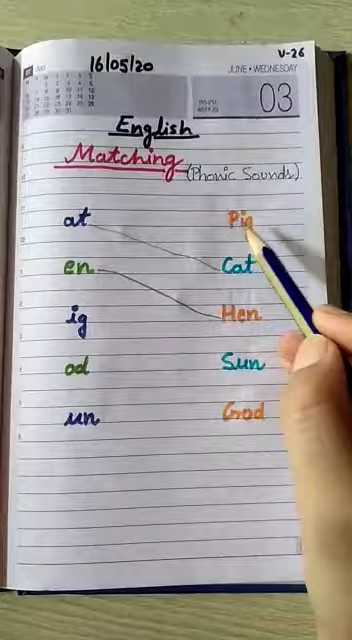 V-26
16/05/20
JUNE • WEDNESDAY
03
English
Matching (Phonic Sounds)
at Pig
en Cat
ig Hen
od Sun
un God